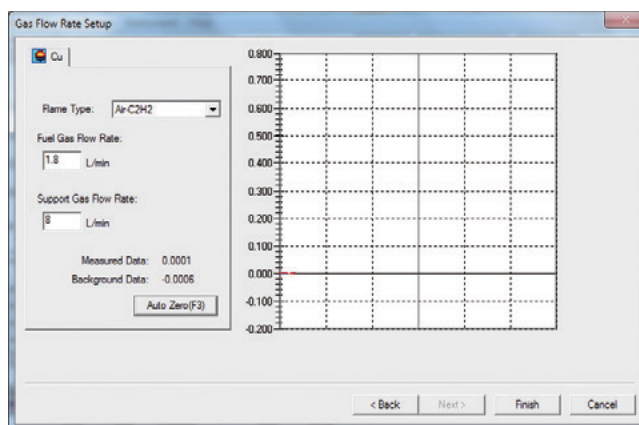 Gas Flow Rate Setup
Cu
Flame Type: Air-C2H2
Fuel Gas Flow Rate:
1.8 L/min
Support Gas Flow Rate:
8 L/min
Measured Data: 0.0001
Background Data: -0.0006
Auto Zero(F3)
0.800
0.700
0.600
0.500
0.400
0.300
0.200
0.100
0.000
-0.100
-0.200
< Back Next > Finish Cancel